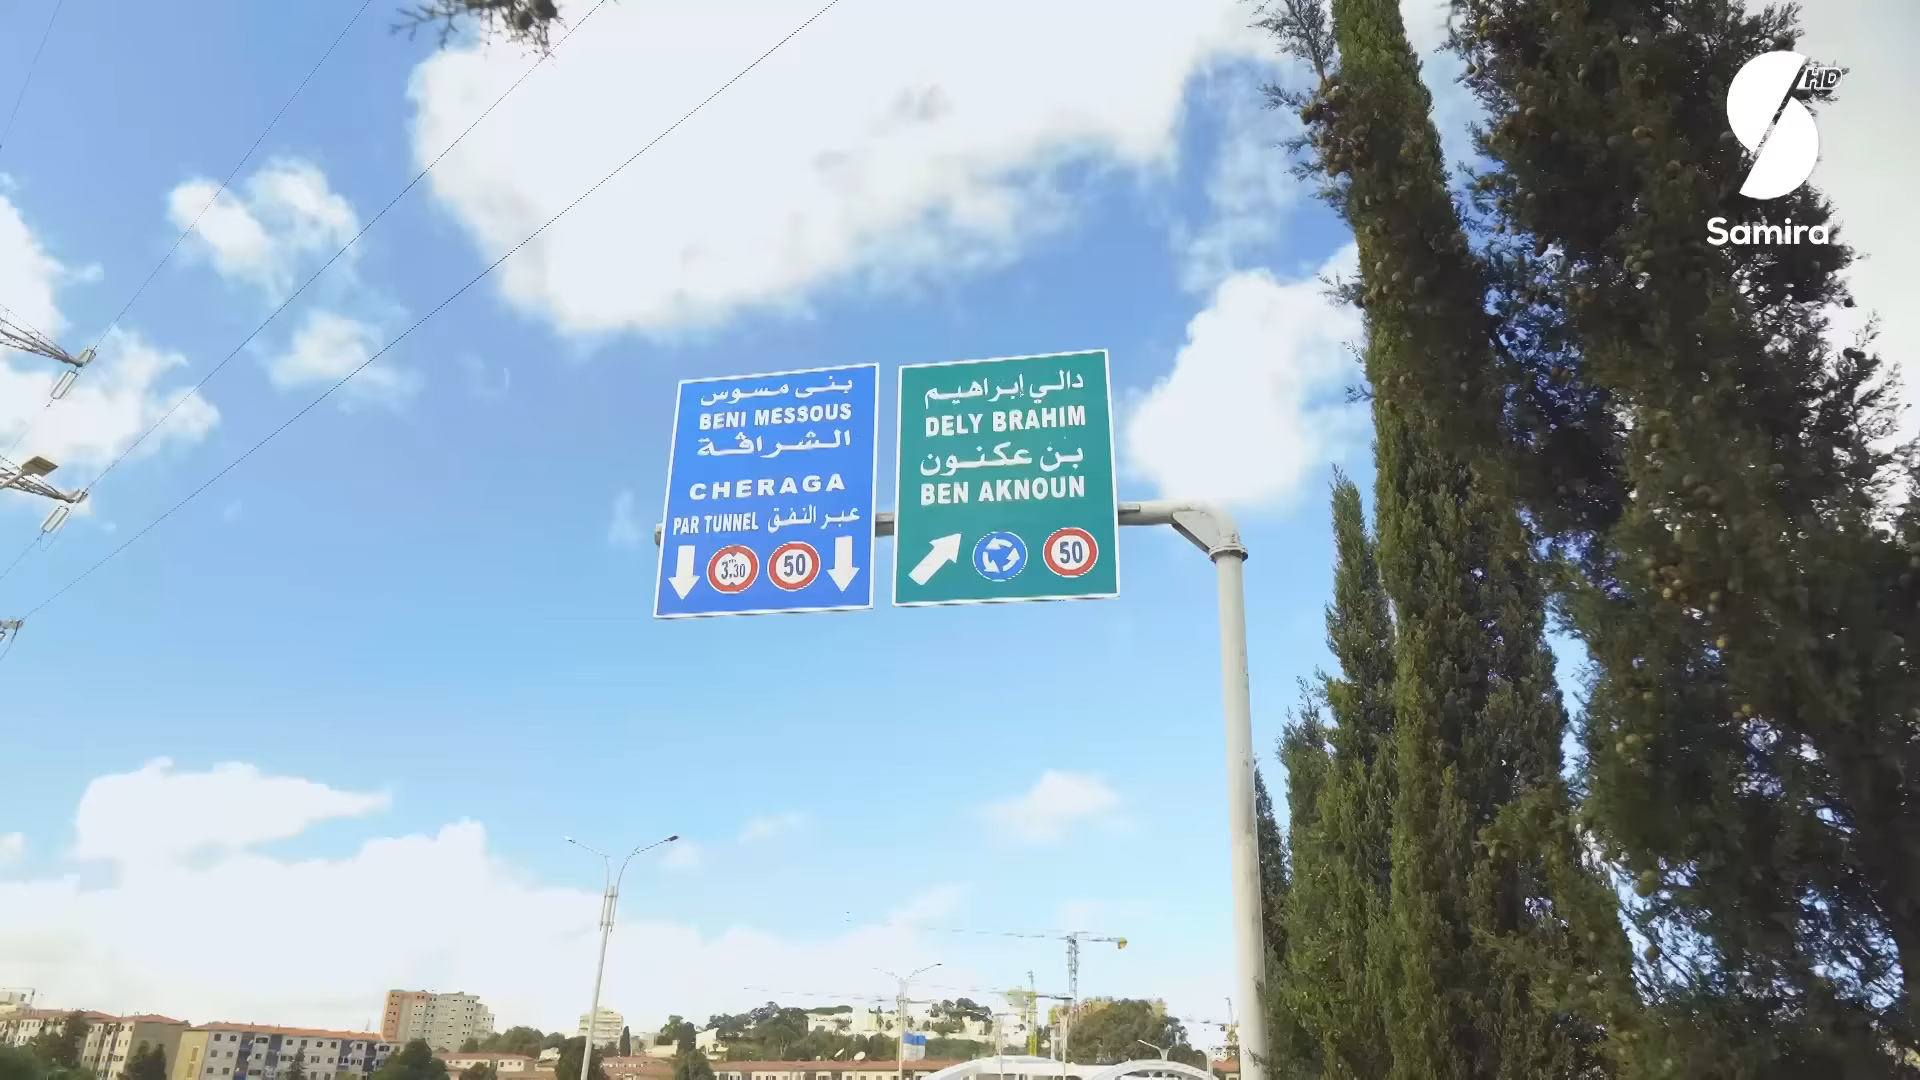 بني مسوس
BENI MESSOUS
الشراقة
CHERAGA
PAR TUNNEL عبر النفق
3,30
50
دالي إبراهيم
DELY BRAHIM
بن عكنون
BEN AKNOUN
50
HD
Samira